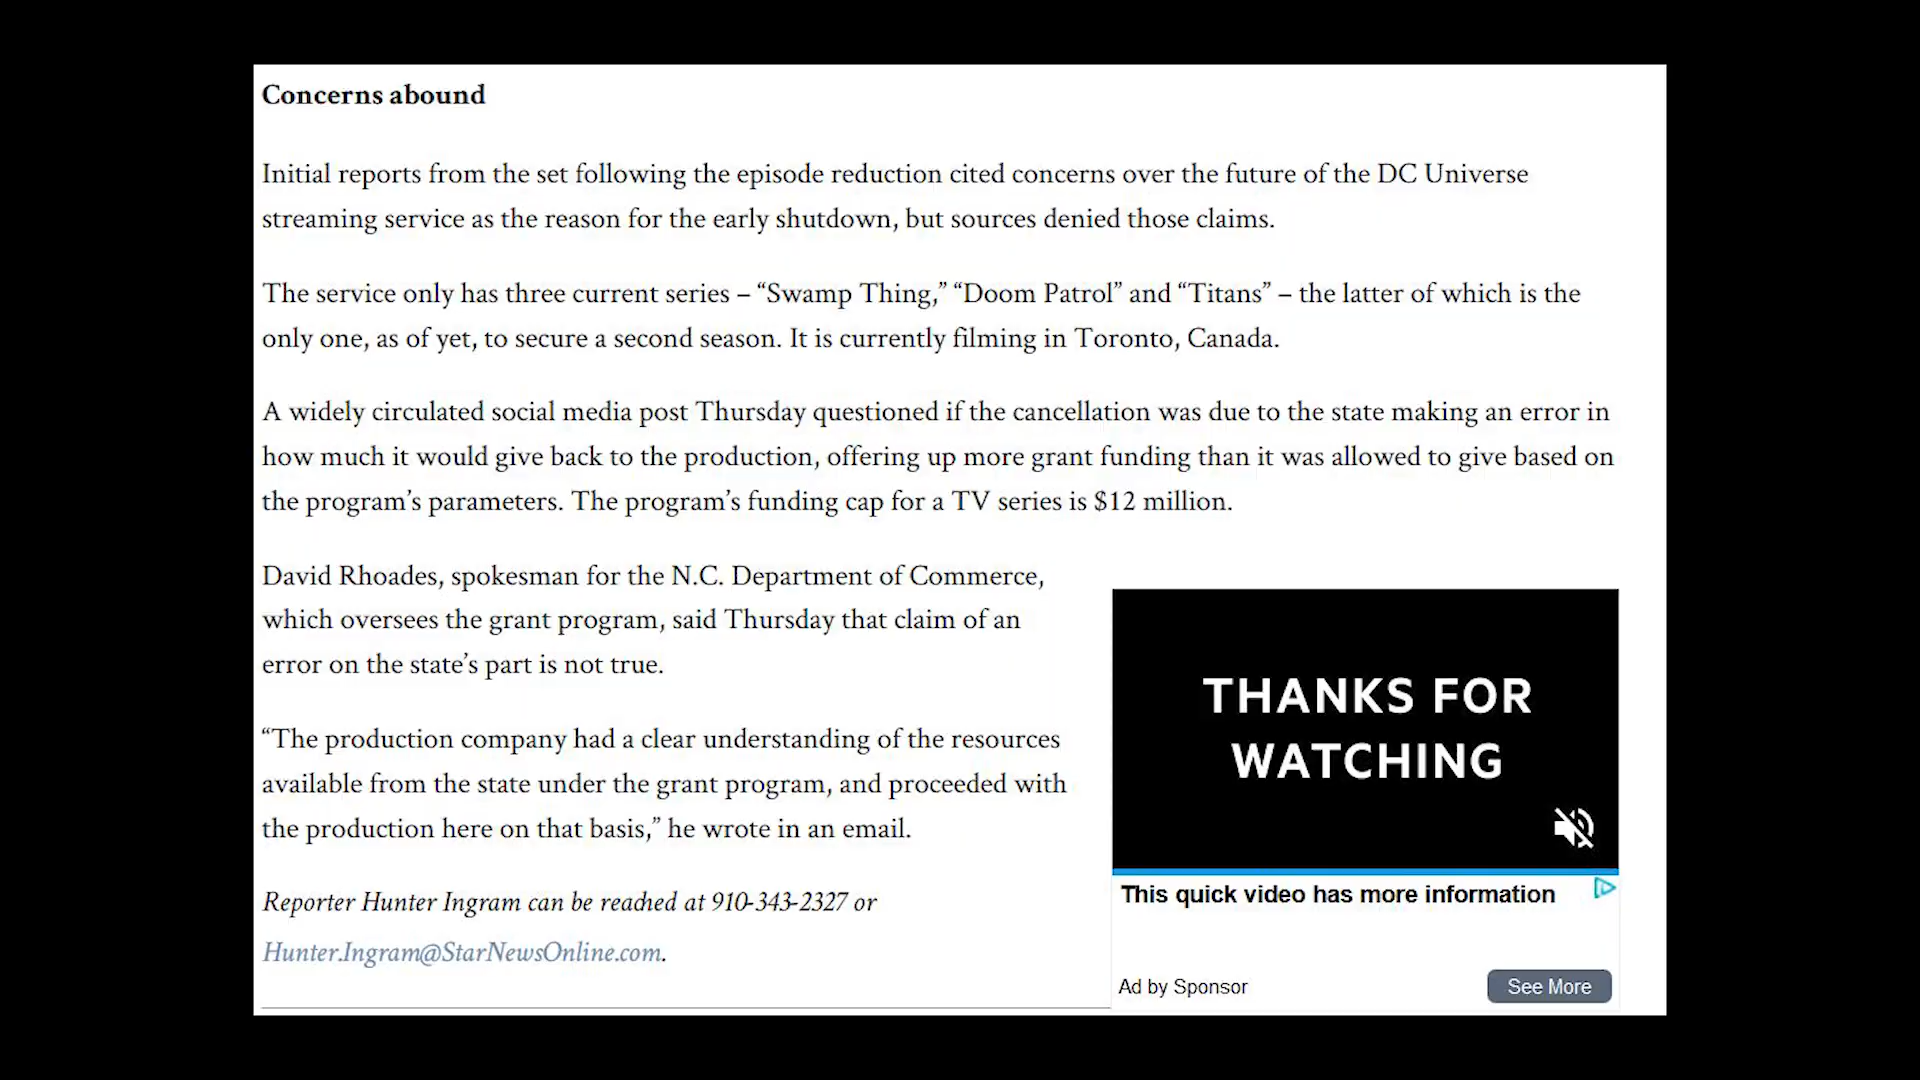 Concerns abound
Initial reports from the set following the episode reduction cited concerns over the future of the DC Universe
streaming service as the reason for the early shutdown, but sources denied those claims.
The service only has three current series – “Swamp Thing,” “Doom Patrol” and “Titans” – the latter of which is the
only one, as of yet, to secure a second season. It is currently filming in Toronto, Canada.
A widely circulated social media post Thursday questioned if the cancellation was due to the state making an error in
how much it would give back to the production, offering up more grant funding than it was allowed to give based on
the program’s parameters. The program’s funding cap for a TV series is $12 million.
David Rhoades, spokesman for the N.C. Department of Commerce,
which oversees the grant program, said Thursday that claim of an
error on the state’s part is not true.
“The production company had a clear understanding of the resources
available from the state under the grant program, and proceeded with
the production here on that basis,” he wrote in an email.
Reporter Hunter Ingram can be reached at 910-343-2327 or
Hunter.Ingram@StarNewsOnline.com.
THANKS FOR
WATCHING
This quick video has more information
Ad by Sponsor
See More